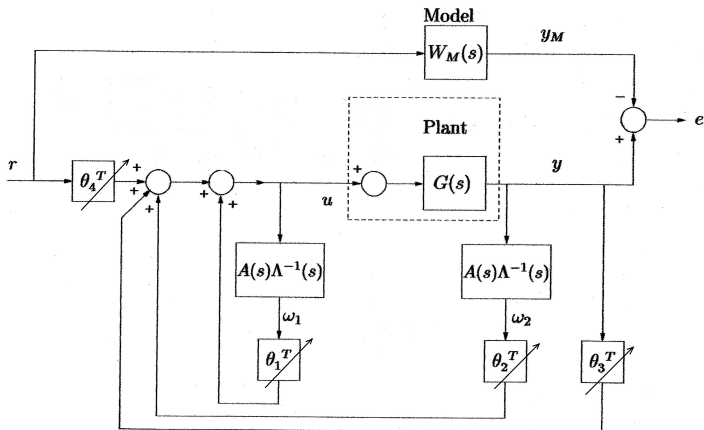 Model
W_M(s)
y_M
−
+
e
Plant
r
θ_4^T
+
+
+
+
+
u
+
G(s)
y
A(s)Λ^{-1}(s)
A(s)Λ^{-1}(s)
ω_1
ω_2
θ_1^T
θ_2^T
θ_3^T